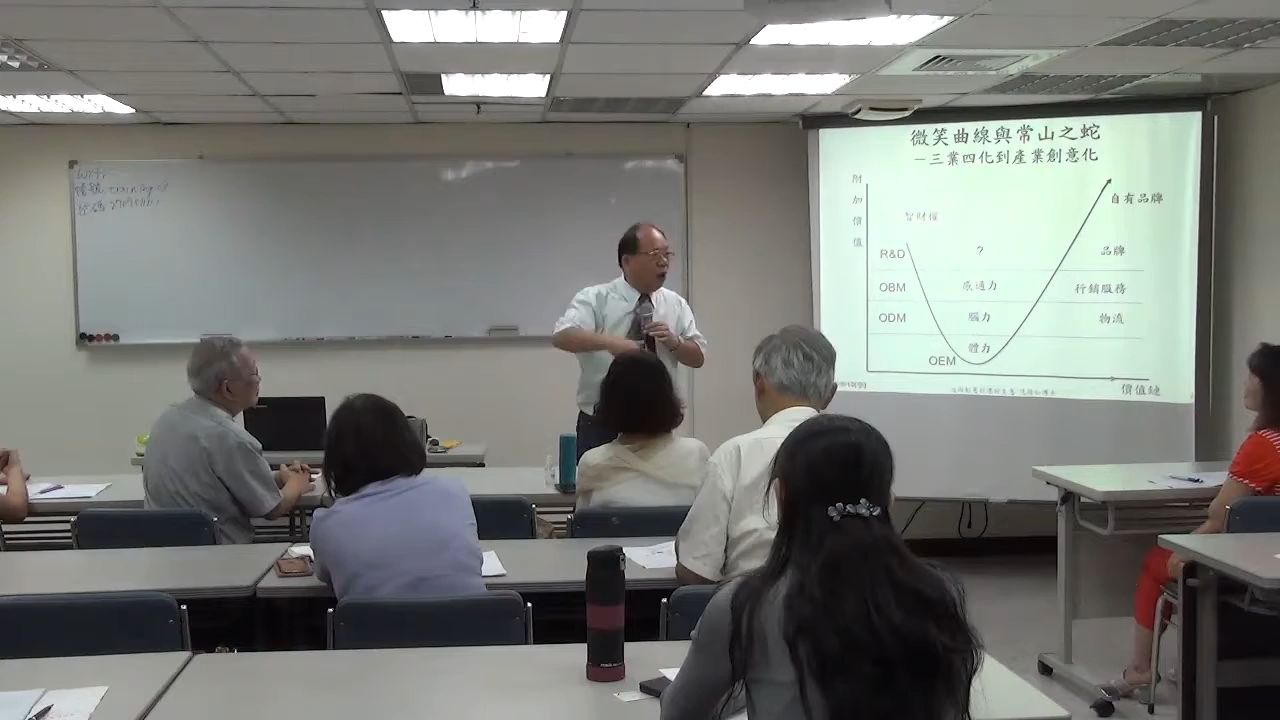 微笑曲線與常山之蛇
－三業四化到產業創意化
附加價值
智財權
自有品牌
R&D ? 品牌
OBM 感通力 行銷服務
ODM 腦力 物流
體力
OEM
價值鏈